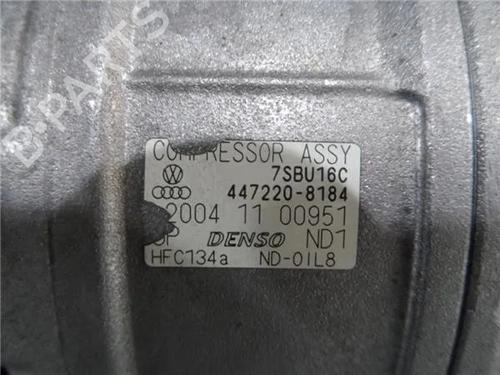 B-PARTS
COMPRESSOR ASSY
7SBU16C
447220-8184
2004 11 00951
DENSO ND1
HFC134a ND-OIL8